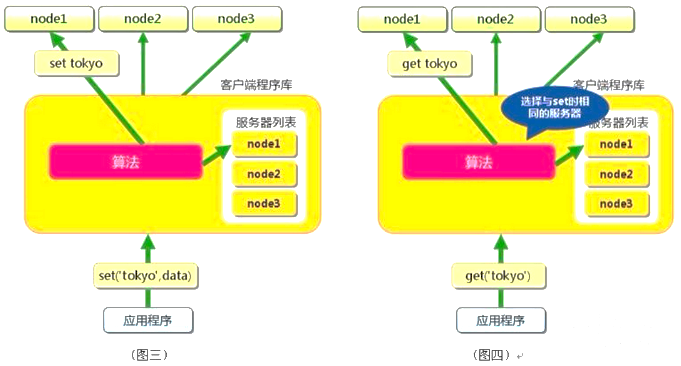 node1
node2
node3
set tokyo
客户端程序库
服务器列表
算法
node1
node2
node3
set('tokyo',data)
应用程序
(图三)
node1
node2
node3
get tokyo
客户端程序库
选择与set时相
同的服务器
服务器列表
算法
node1
node2
node3
get('tokyo')
应用程序
(图四)